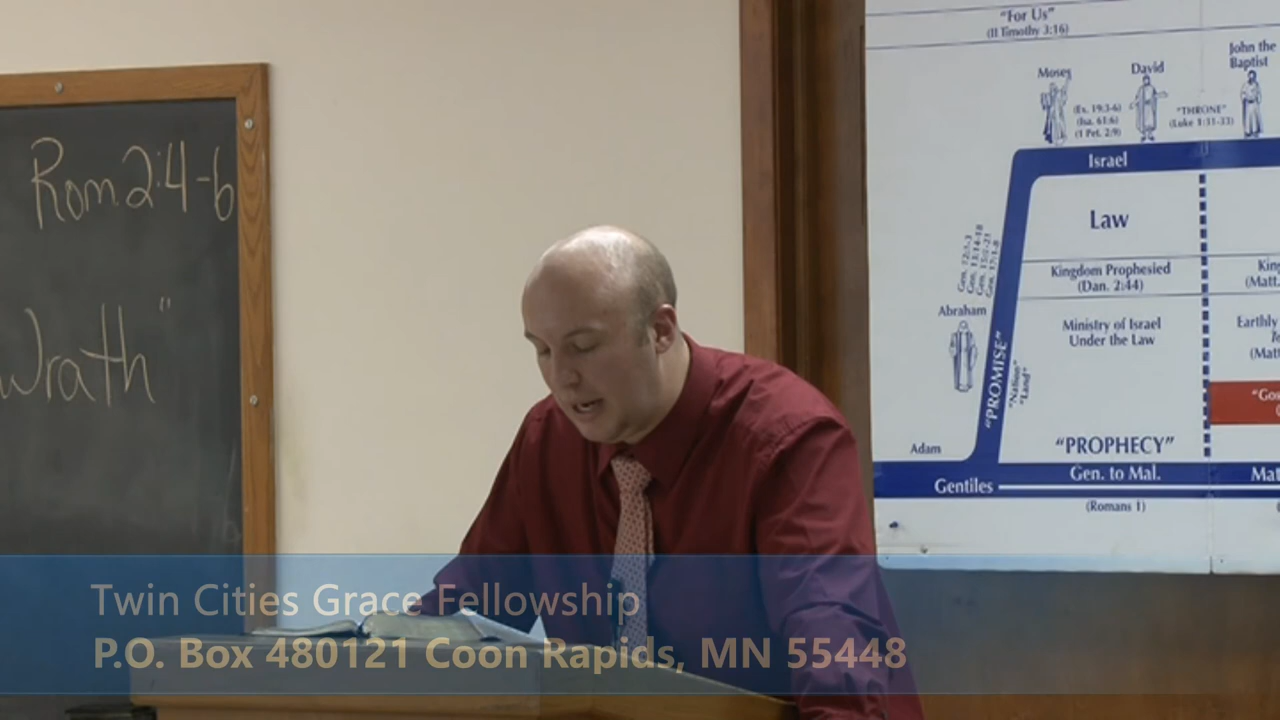 Rom 2:4-6
Wrath"
"For Us"
(II Timothy 3:16)
Moses
David
John the
Baptist
(Ex. 19:3-6)
(Isa. 61:6)
(1 Pet. 2:9)
"THRONE"
(Luke 1:31-33)
Israel
Law
Kingdom Prophesied
(Dan. 2:44)
Ministry of Israel
Under the Law
Abraham
"PROMISE"
"Nation"
"Land"
Adam
"PROPHECY"
Gen. to Mal.
Gentiles
(Romans 1)
Earthly
(Matt
Twin Cities Grace Fellowship
P.O. Box 480121 Coon Rapids, MN 55448